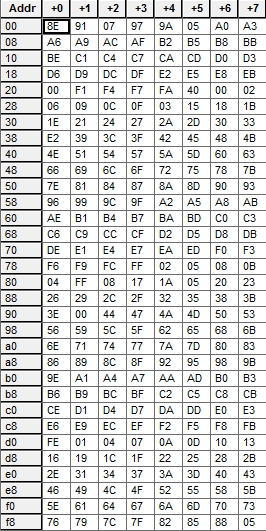 Addr +0 +1 +2 +3 +4 +5 +6 +7
00 8E 91 07 97 9A 05 A0 A3
08 A6 A9 AC AF B2 B5 B8 BB
10 BE C1 C4 C7 CA CD D0 D3
18 D6 D9 DC DF E2 E5 E8 EB
20 00 F1 F4 F7 FA 40 00 02
28 06 09 0C 0F 03 15 18 1B
30 1E 21 24 27 2A 2D 30 33
38 E2 39 3C 3F 42 45 48 4B
40 4E 51 54 57 5A 5D 60 63
48 66 69 6C 6F 72 75 78 7B
50 7E 81 84 87 8A 8D 90 93
58 96 99 9C 9F A2 A5 A8 AB
60 AE B1 B4 B7 BA BD C0 C3
68 C6 C9 CC CF D2 D5 D8 DB
70 DE E1 E4 E7 EA ED F0 F3
78 F6 F9 FC FF 02 05 08 0B
80 04 FF 08 17 1A 05 20 23
88 26 29 2C 2F 32 35 38 3B
90 3E 00 44 47 4A 4D 50 53
98 56 59 5C 5F 62 65 68 6B
a0 6E 71 74 77 7A 7D 80 83
a8 86 89 8C 8F 92 95 98 9B
b0 9E A1 A4 A7 AA AD B0 B3
b8 B6 B9 BC BF C2 C5 C8 CB
c0 CE D1 D4 D7 DA DD E0 E3
c8 E6 E9 EC EF F2 F5 F8 FB
d0 FE 01 04 07 0A 0D 10 13
d8 16 19 1C 1F 22 25 28 2B
e0 2E 31 34 37 3A 3D 40 43
e8 46 49 4C 4F 52 55 58 5B
f0 5E 61 64 67 6A 6D 70 73
f8 76 79 7C 7F 82 85 88 05